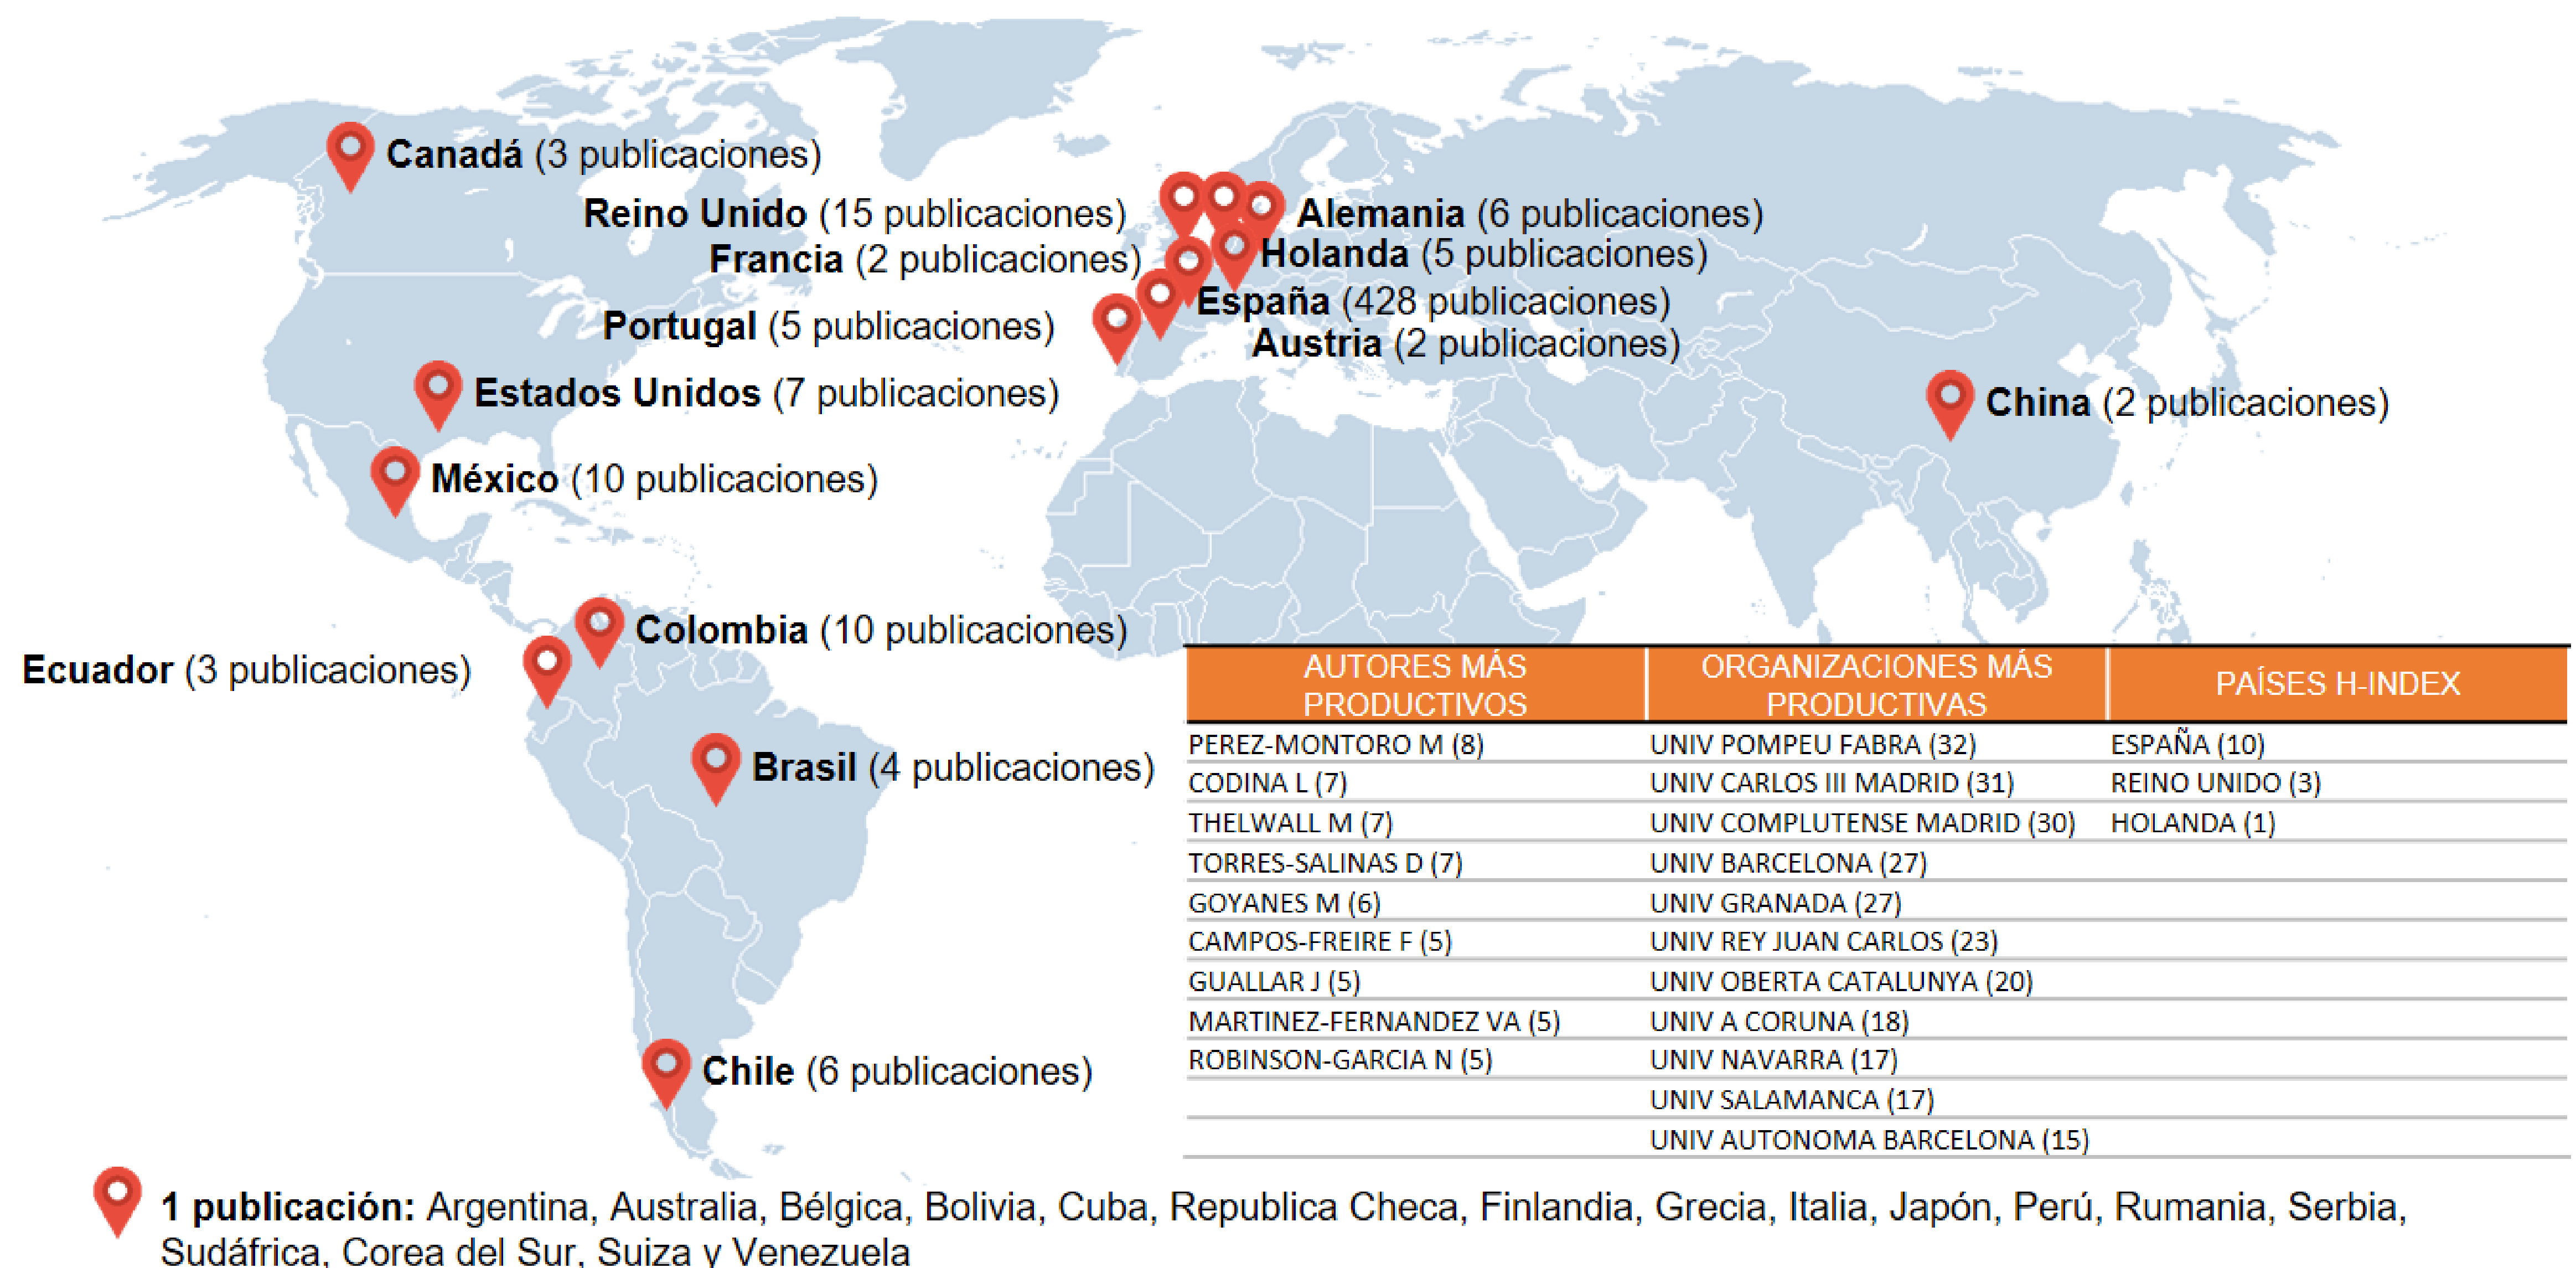 Canadá (3 publicaciones)
Reino Unido (15 publicaciones)
Alemania (6 publicaciones)
Francia (2 publicaciones)
Holanda (5 publicaciones)
España (428 publicaciones)
Portugal (5 publicaciones)
Austria (2 publicaciones)
Estados Unidos (7 publicaciones)
China (2 publicaciones)
México (10 publicaciones)
Colombia (10 publicaciones)
Ecuador (3 publicaciones)
Brasil (4 publicaciones)
Chile (6 publicaciones)
AUTORES MÁS
PRODUCTIVOS
ORGANIZACIONES MÁS
PRODUCTIVAS
PAÍSES H-INDEX
PEREZ-MONTORO M (8) UNIV POMPEU FABRA (32) ESPAÑA (10)
CODINA L (7) UNIV CARLOS III MADRID (31) REINO UNIDO (3)
THELWALL M (7) UNIV COMPLUTENSE MADRID (30) HOLANDA (1)
TORRES-SALINAS D (7) UNIV BARCELONA (27)
GOYANES M (6) UNIV GRANADA (27)
CAMPOS-FREIRE F (5) UNIV REY JUAN CARLOS (23)
GUALLAR J (5) UNIV OBERTA CATALUNYA (20)
MARTINEZ-FERNANDEZ VA (5) UNIV A CORUNA (18)
ROBINSON-GARCIA N (5) UNIV NAVARRA (17)
UNIV SALAMANCA (17)
UNIV AUTONOMA BARCELONA (15)
1 publicación: Argentina, Australia, Bélgica, Bolivia, Cuba, Republica Checa, Finlandia, Grecia, Italia, Japón, Perú, Rumania, Serbia,
Sudáfrica, Corea del Sur, Suiza y Venezuela